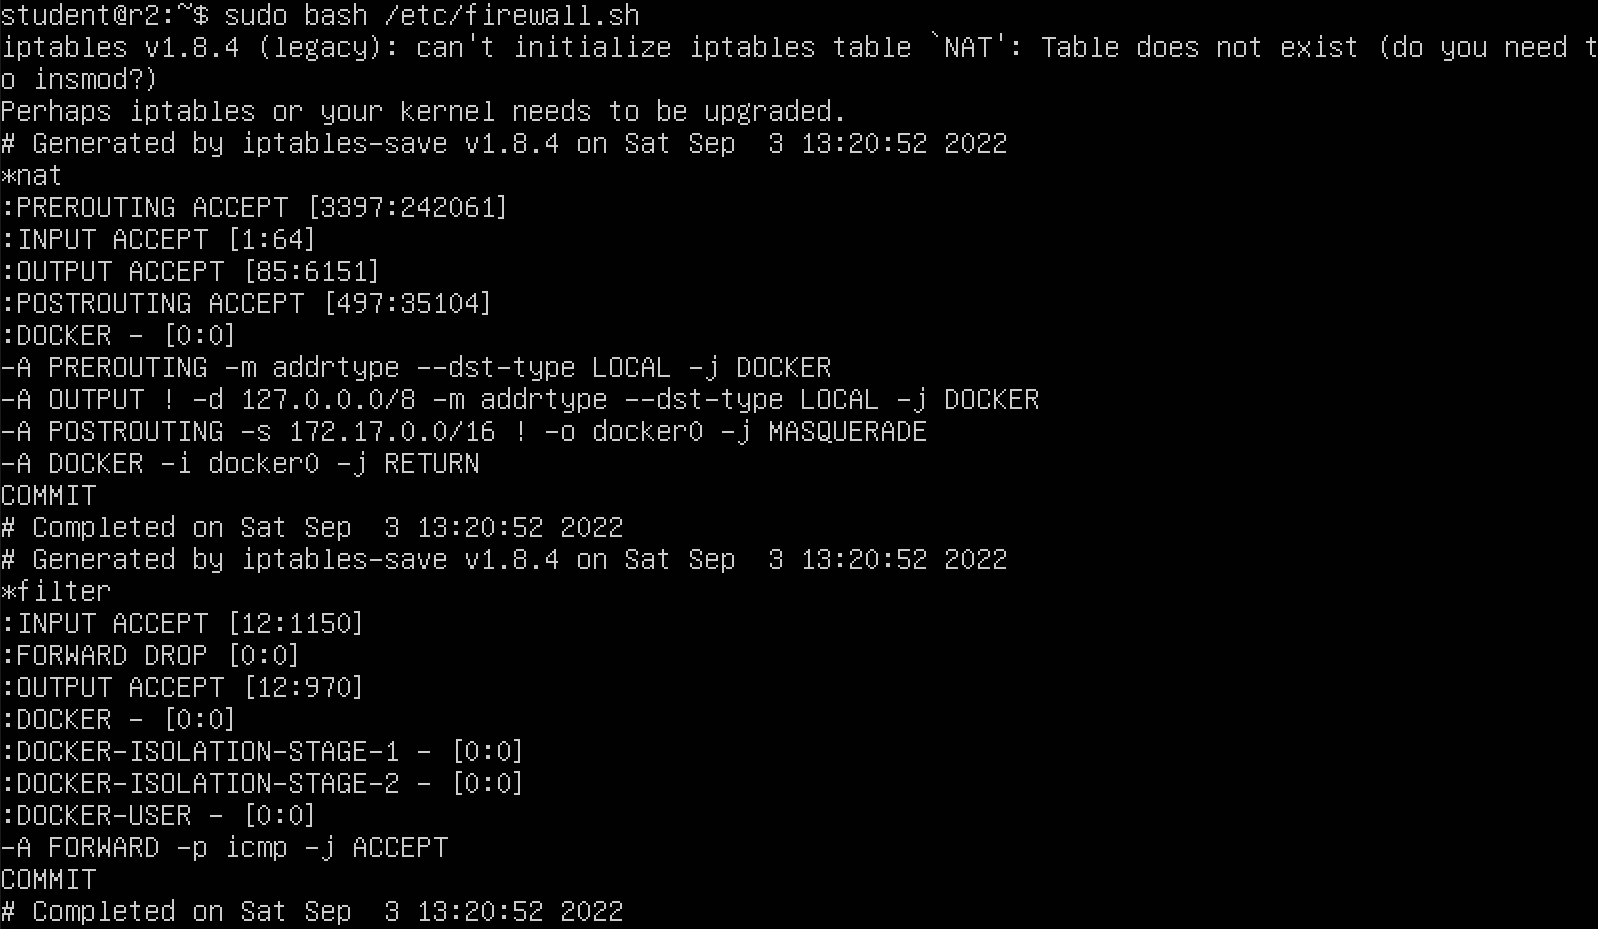 student@r2:~$ sudo bash /etc/firewall.sh
iptables v1.8.4 (legacy): can't initialize iptables table `NAT': Table does not exist (do you need t
o insmod?)
Perhaps iptables or your kernel needs to be upgraded.
# Generated by iptables-save v1.8.4 on Sat Sep  3 13:20:52 2022
*nat
:PREROUTING ACCEPT [3397:242061]
:INPUT ACCEPT [1:64]
:OUTPUT ACCEPT [85:6151]
:POSTROUTING ACCEPT [497:35104]
:DOCKER - [0:0]
-A PREROUTING -m addrtype --dst-type LOCAL -j DOCKER
-A OUTPUT ! -d 127.0.0.0/8 -m addrtype --dst-type LOCAL -j DOCKER
-A POSTROUTING -s 172.17.0.0/16 ! -o docker0 -j MASQUERADE
-A DOCKER -i docker0 -j RETURN
COMMIT
# Completed on Sat Sep  3 13:20:52 2022
# Generated by iptables-save v1.8.4 on Sat Sep  3 13:20:52 2022
*filter
:INPUT ACCEPT [12:1150]
:FORWARD DROP [0:0]
:OUTPUT ACCEPT [12:970]
:DOCKER - [0:0]
:DOCKER-ISOLATION-STAGE-1 - [0:0]
:DOCKER-ISOLATION-STAGE-2 - [0:0]
:DOCKER-USER - [0:0]
-A FORWARD -p icmp -j ACCEPT
COMMIT
# Completed on Sat Sep  3 13:20:52 2022